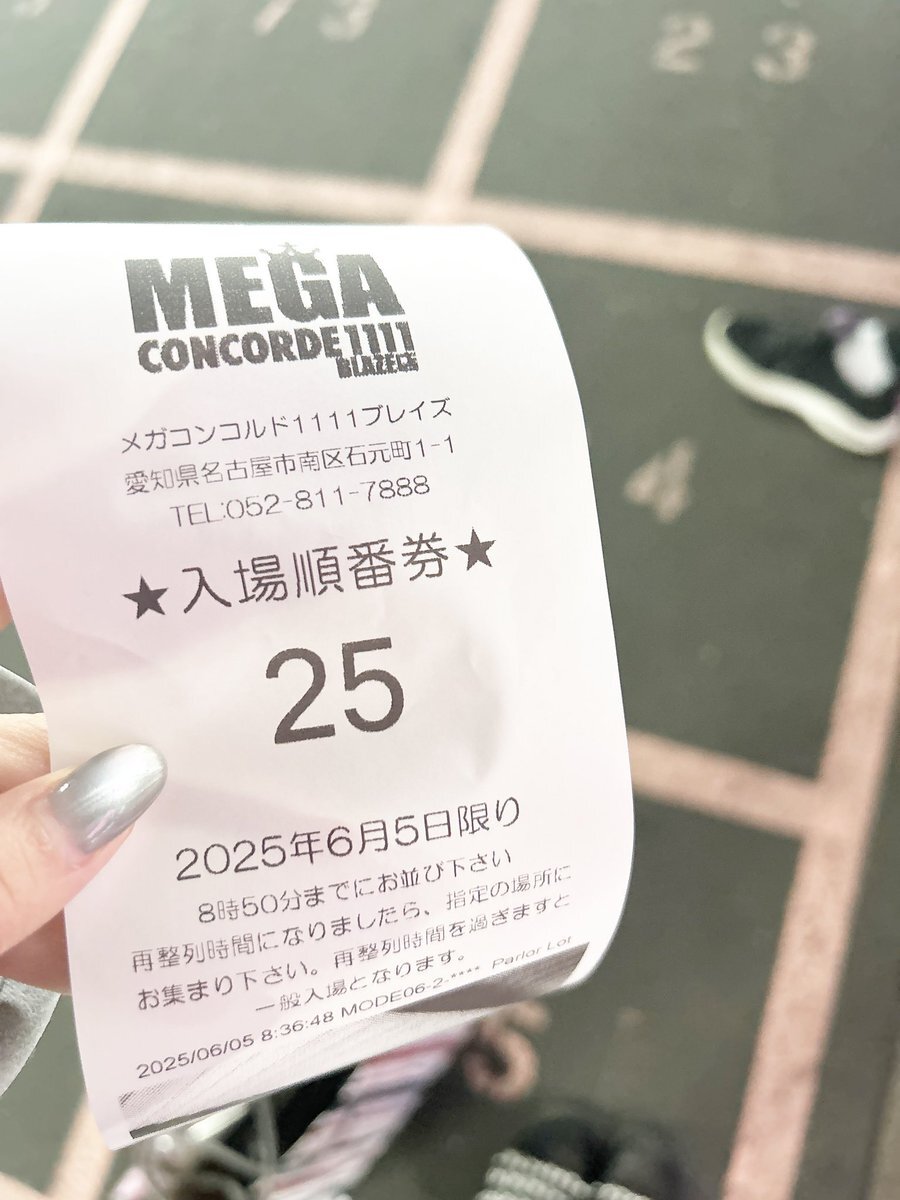 23
MEGA
CONCORDE 1111
BLAZEGE
メガコンコルド1111ブレイズ
愛知県名古屋市南区石元町1-1
TEL:052-811-7888
★入場順番券★
25
4
2025年6月5日限り
8時50分までにお並び下さい
再整列時間になりましたら、指定の場所に
お集まり下さい。再整列時間を過ぎますと
一般入場となります。
2025/06/05 8:36:48 MODE06-2-**** Parlor Lot